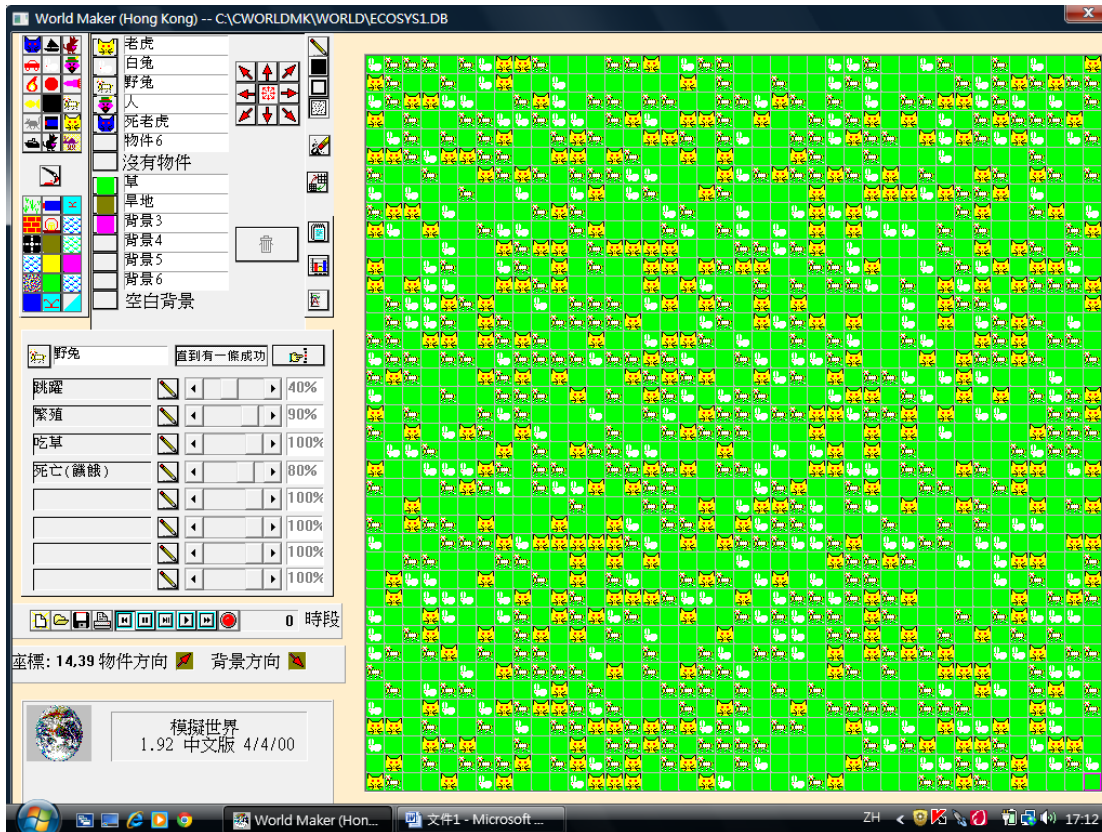 World Maker (Hong Kong) -- C:\CWORLDMK\WORLD\ECOSYS1.DB
老虎
白兔
野兔
人
死老虎
物件6
沒有物件
草
旱地
背景3
背景4
背景5
背景6
空白背景
野兔 直到有一條成功
跳躍 40%
繁殖 90%
吃草 100%
死亡(饑餓) 80%
100%
100%
100%
100%
0 時段
座標: 14,39 物件方向 背景方向
模擬世界
1.92 中文版 4/4/00
World Maker (Hon... 文件1 - Microsoft ... ZH 17:12